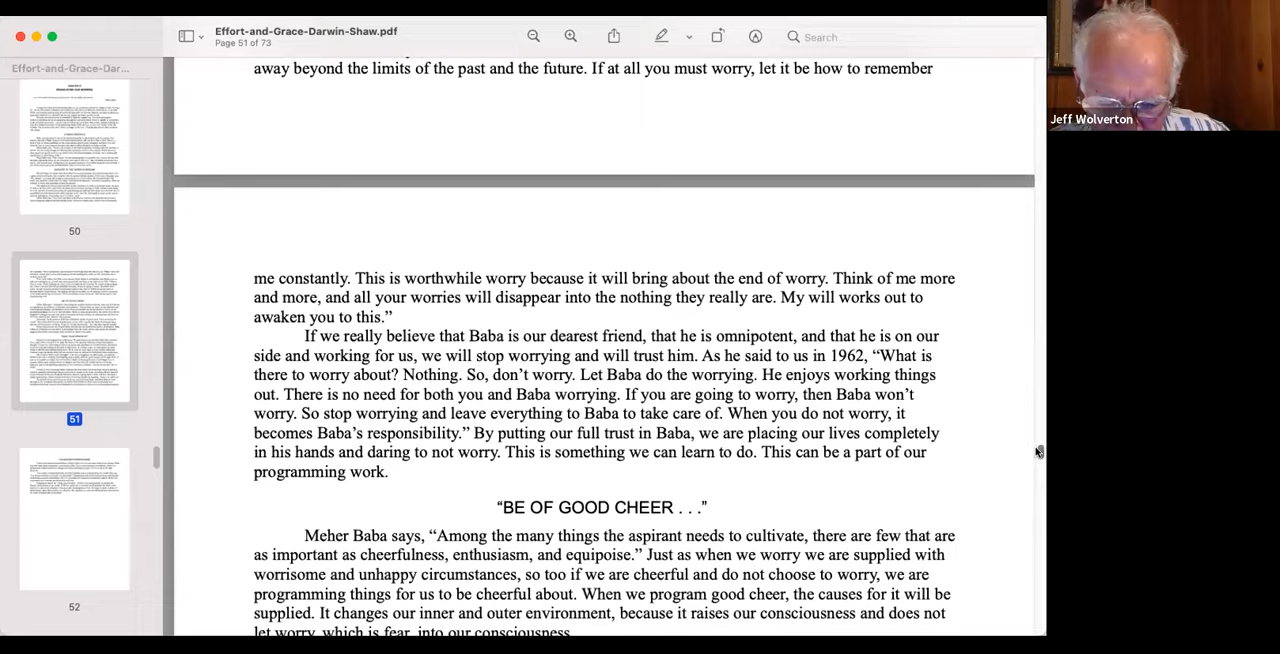 Effort-and-Grace-Darwin-Shaw.pdf
Page 51 of 73
Search
Effort-and-Grace-Dar...
50
51
52
away beyond the limits of the past and the future. If at all you must worry, let it be how to remember
me constantly. This is worthwhile worry because it will bring about the end of worry. Think of me more
and more, and all your worries will disappear into the nothing they really are. My will works out to
awaken you to this.”
If we really believe that Baba is our dearest friend, that he is omnipotent, and that he is on our
side and working for us, we will stop worrying and will trust him. As he said to us in 1962, “What is
there to worry about? Nothing. So, don’t worry. Let Baba do the worrying. He enjoys working things
out. There is no need for both you and Baba worrying. If you are going to worry, then Baba won’t
worry. So stop worrying and leave everything to Baba to take care of. When you do not worry, it
becomes Baba’s responsibility.” By putting our full trust in Baba, we are placing our lives completely
in his hands and daring to not worry. This is something we can learn to do. This can be a part of our
programming work.
“BE OF GOOD CHEER . . .”
Meher Baba says, “Among the many things the aspirant needs to cultivate, there are few that are
as important as cheerfulness, enthusiasm, and equipoise.” Just as when we worry we are supplied with
worrisome and unhappy circumstances, so too if we are cheerful and do not choose to worry, we are
programming things for us to be cheerful about. When we program good cheer, the causes for it will be
supplied. It changes our inner and outer environment, because it raises our consciousness and does not
let worry, which is fear, into our consciousness.
Jeff Wolverton